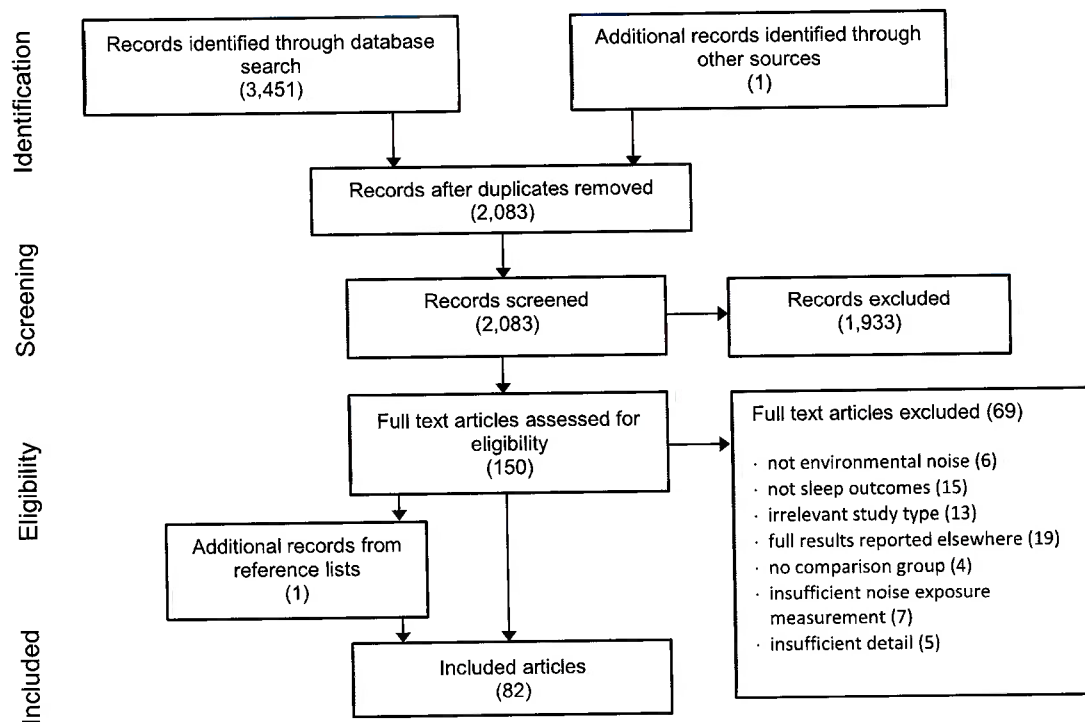 Identification
Records identified through database
search
(3,451)
Additional records identified through
other sources
(1)
Records after duplicates removed
(2,083)
Screening
Records screened
(2,083)
Records excluded
(1,933)
Eligibility
Full text articles assessed for
eligibility
(150)
Full text articles excluded (69)
· not environmental noise (6)
· not sleep outcomes (15)
· irrelevant study type (13)
· full results reported elsewhere (19)
· no comparison group (4)
· insufficient noise exposure
measurement (7)
· insufficient detail (5)
Additional records from
reference lists
(1)
Included
Included articles
(82)